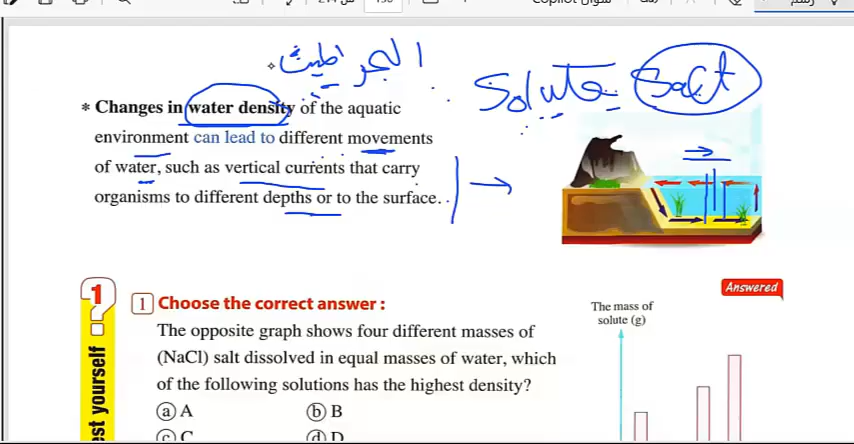 Solute Salt
* Changes in water density of the aquatic
environment can lead to different movements
of water, such as vertical currents that carry
organisms to different depths or to the surface.
Answered
1
est yourself
1 Choose the correct answer :
The opposite graph shows four different masses of
(NaCl) salt dissolved in equal masses of water, which
of the following solutions has the highest density?
a A
b B
c C
d D
The mass of
solute (g)